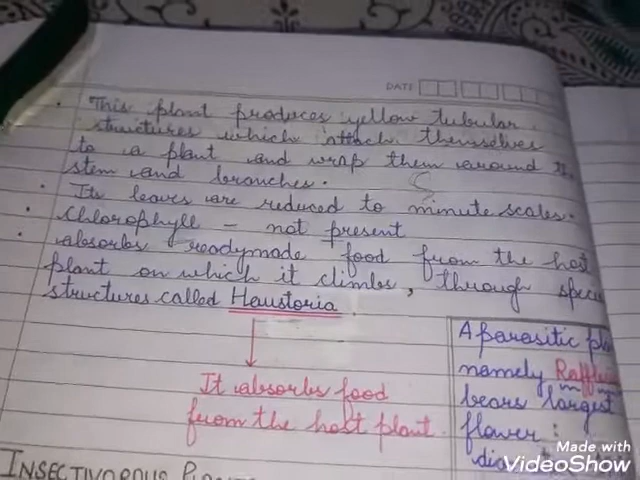 DATE
• This plant produces yellow tubular
structures which attach themselves
to a plant and wrap them around
stem and branches.
• Its leaves are reduced to minute scales.
• Chlorophyll - not present
• absorbs readymade food from the host
plant on which it climbs, through
structures called Haustoria.
It absorbs food
from the host plant
A parasitic
namely
bears largest
flower:
INSECTIVOROUS
Made with
VideoShow